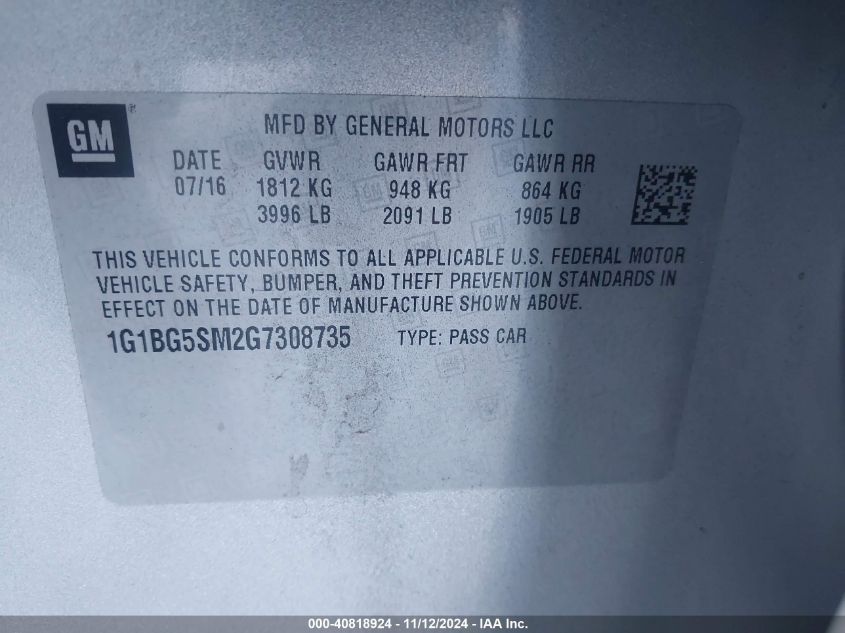 GM®
MFD BY GENERAL MOTORS LLC
DATE GVWR GAWR FRT GAWR RR
07/16 1812 KG 948 KG 864 KG
3996 LB 2091 LB 1905 LB
THIS VEHICLE CONFORMS TO ALL APPLICABLE U.S. FEDERAL MOTOR
VEHICLE SAFETY, BUMPER, AND THEFT PREVENTION STANDARDS IN
EFFECT ON THE DATE OF MANUFACTURE SHOWN ABOVE.
1G1BG5SM2G7308735 TYPE: PASS CAR
000-40818924 - 11/12/2024 - IAA Inc.